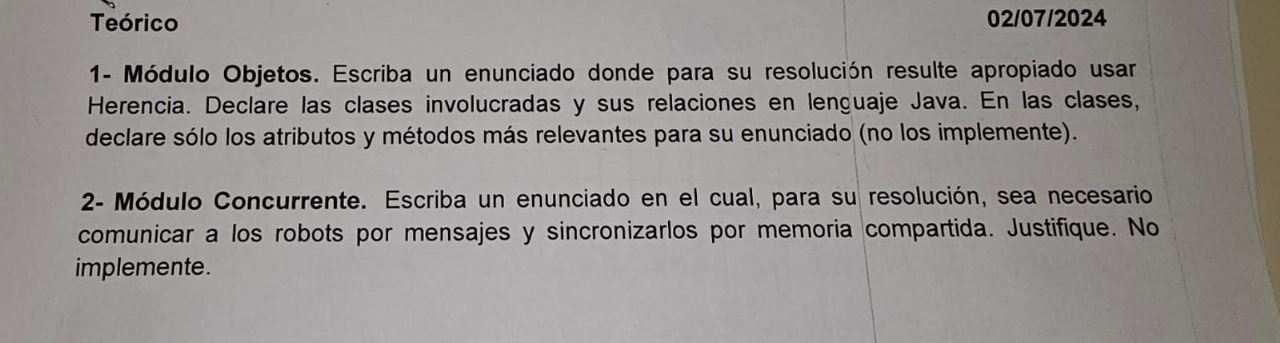 Teórico 02/07/2024
1- Módulo Objetos. Escriba un enunciado donde para su resolución resulte apropiado usar
Herencia. Declare las clases involucradas y sus relaciones en lenguaje Java. En las clases,
declare sólo los atributos y métodos más relevantes para su enunciado (no los implemente).
2- Módulo Concurrente. Escriba un enunciado en el cual, para su resolución, sea necesario
comunicar a los robots por mensajes y sincronizarlos por memoria compartida. Justifique. No
implemente.